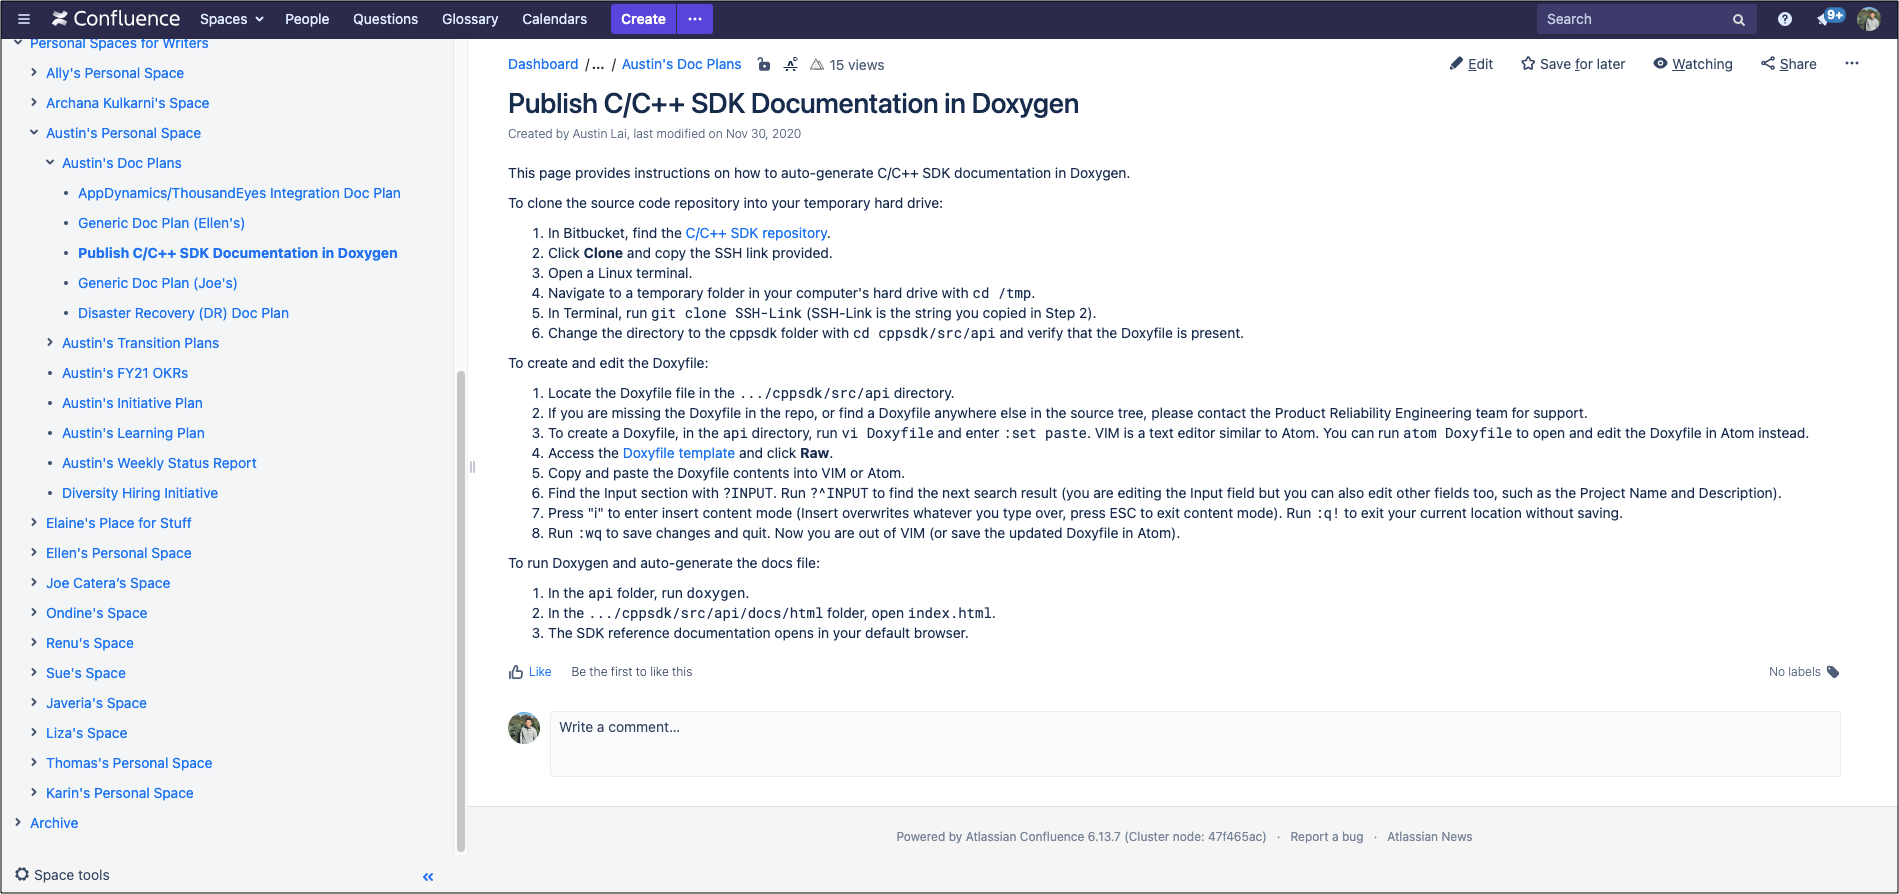 Confluence Spaces People Questions Glossary Calendars Create ··· Search 9+
Personal Spaces for Writers
Ally's Personal Space
Archana Kulkarni's Space
Austin's Personal Space
Austin's Doc Plans
• AppDynamics/ThousandEyes Integration Doc Plan
• Generic Doc Plan (Ellen's)
• Publish C/C++ SDK Documentation in Doxygen
• Generic Doc Plan (Joe's)
• Disaster Recovery (DR) Doc Plan
Austin's Transition Plans
• Austin's FY21 OKRs
• Austin's Initiative Plan
• Austin's Learning Plan
• Austin's Weekly Status Report
• Diversity Hiring Initiative
Elaine's Place for Stuff
Ellen's Personal Space
Joe Catera’s Space
Ondine's Space
Renu's Space
Sue's Space
Javeria's Space
Liza's Space
Thomas's Personal Space
Karin's Personal Space
Archive
Space tools «
Dashboard /... / Austin's Doc Plans 15 views Edit Save for later Watching Share ···
Publish C/C++ SDK Documentation in Doxygen
Created by Austin Lai, last modified on Nov 30, 2020
This page provides instructions on how to auto-generate C/C++ SDK documentation in Doxygen.
To clone the source code repository into your temporary hard drive:
1. In Bitbucket, find the C/C++ SDK repository.
2. Click Clone and copy the SSH link provided.
3. Open a Linux terminal.
4. Navigate to a temporary folder in your computer's hard drive with cd /tmp.
5. In Terminal, run git clone SSH-Link (SSH-Link is the string you copied in Step 2).
6. Change the directory to the cppsdk folder with cd cppsdk/src/api and verify that the Doxyfile is present.
To create and edit the Doxyfile:
1. Locate the Doxyfile file in the .../cppsdk/src/api directory.
2. If you are missing the Doxyfile in the repo, or find a Doxyfile anywhere else in the source tree, please contact the Product Reliability Engineering team for support.
3. To create a Doxyfile, in the api directory, run vi Doxyfile and enter :set paste. VIM is a text editor similar to Atom. You can run atom Doxyfile to open and edit the Doxyfile in Atom instead.
4. Access the Doxyfile template and click Raw.
5. Copy and paste the Doxyfile contents into VIM or Atom.
6. Find the Input section with ?INPUT. Run ?^INPUT to find the next search result (you are editing the Input field but you can also edit other fields too, such as the Project Name and Description).
7. Press "i" to enter insert content mode (Insert overwrites whatever you type over, press ESC to exit content mode). Run :q! to exit your current location without saving.
8. Run :wq to save changes and quit. Now you are out of VIM (or save the updated Doxyfile in Atom).
To run Doxygen and auto-generate the docs file:
1. In the api folder, run doxygen.
2. In the .../cppsdk/src/api/docs/html folder, open index.html.
3. The SDK reference documentation opens in your default browser.
Like Be the first to like this No labels
Write a comment...
Powered by Atlassian Confluence 6.13.7 (Cluster node: 47f465ac) · Report a bug · Atlassian News